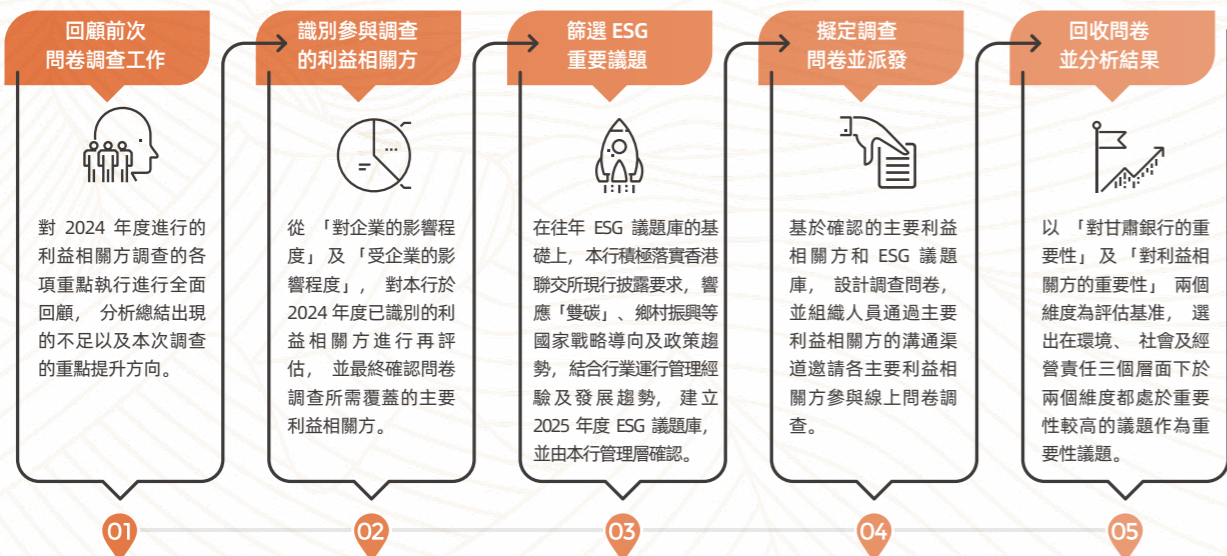 回顧前次
問卷調查工作
對 2024 年度進行的
利益相關方調查的各
項重點執行進行全面
回顧，分析總結出現
的不足以及本次調查
的重點提升方向。
01
識別參與調查
的利益相關方
從「對企業的影響程
度」及「受企業的影
響程度」，對本行於
2024 年度已識別的利
益相關方進行再評
估，並最終確認問卷
調查所需覆蓋的主要
利益相關方。
02
篩選 ESG
重要議題
在往年 ESG 議題庫的基
礎上，本行積極落實香港
聯交所現行披露要求，響
應「雙碳」、鄉村振興等
國家戰略導向及政策趨
勢，結合行業運行管理經
驗及發展趨勢，建立
2025 年度 ESG 議題庫，
並由本行管理層確認。
03
擬定調查
問卷並派發
基於確認的主要利益
相關方和 ESG 議題
庫，設計調查問卷，
並組織人員通過主要
利益相關方的溝通渠
道邀請各主要利益相
關方參與線上問卷調
查。
04
回收問卷
並分析結果
以「對甘肅銀行的重
要性」及「對利益相
關方的重要性」兩個
維度為評估基准，選
出在環境、社會及經
營責任三個層面下於
兩個維度都處於重要
性較高的議題作為重
要性議題。
05